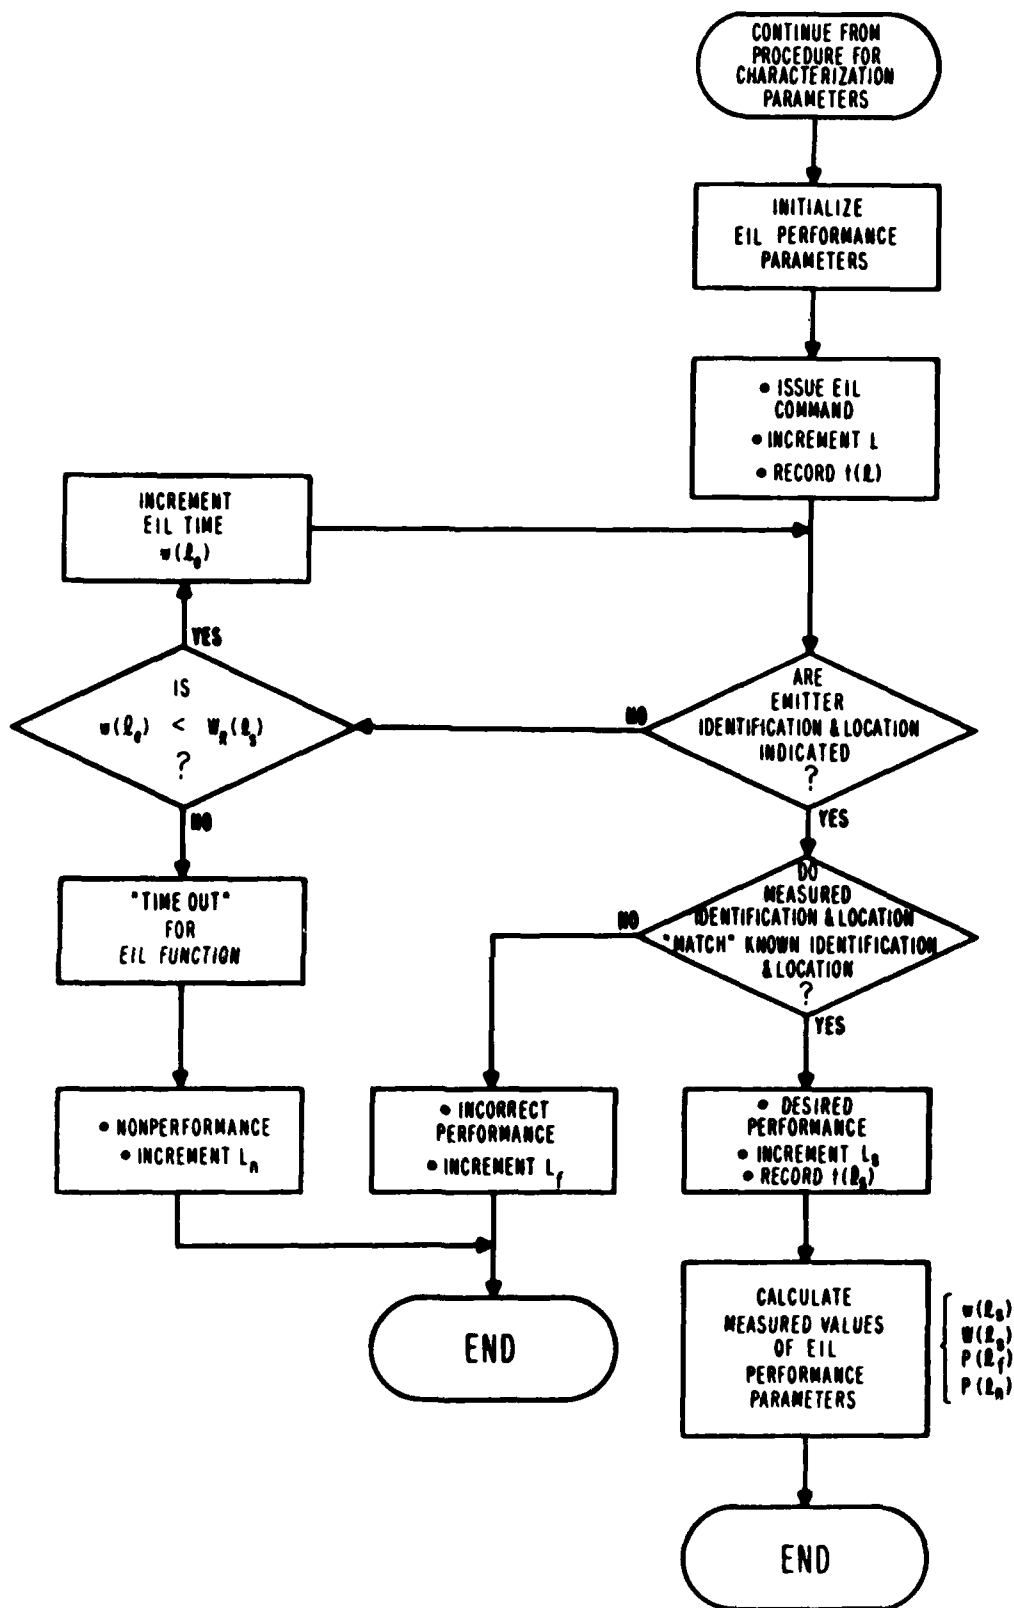 CONTINUE FROM
PROCEDURE FOR
CHARACTERIZATION
PARAMETERS
INITIALIZE
EIL PERFORMANCE
PARAMETERS
• ISSUE EIL
COMMAND
• INCREMENT L
• RECORD t(ℓ)
INCREMENT
EIL TIME
w(ℓe)
YES
IS
w(ℓe) < Wℓ(ℓs)
?
NO
ARE
EMITTER
IDENTIFICATION & LOCATION
INDICATED
?
NO
YES
"TIME OUT"
FOR
EIL FUNCTION
DO
MEASURED
IDENTIFICATION & LOCATION
"MATCH" KNOWN IDENTIFICATION
& LOCATION
?
NO
YES
• NONPERFORMANCE
• INCREMENT Ln
• INCORRECT
PERFORMANCE
• INCREMENT Lf
• DESIRED
PERFORMANCE
• INCREMENT Ls
• RECORD t(ℓs)
END
CALCULATE
MEASURED VALUES
OF EIL
PERFORMANCE
PARAMETERS
w(ℓs)
W(ℓs)
P(ℓf)
P(ℓn)
END